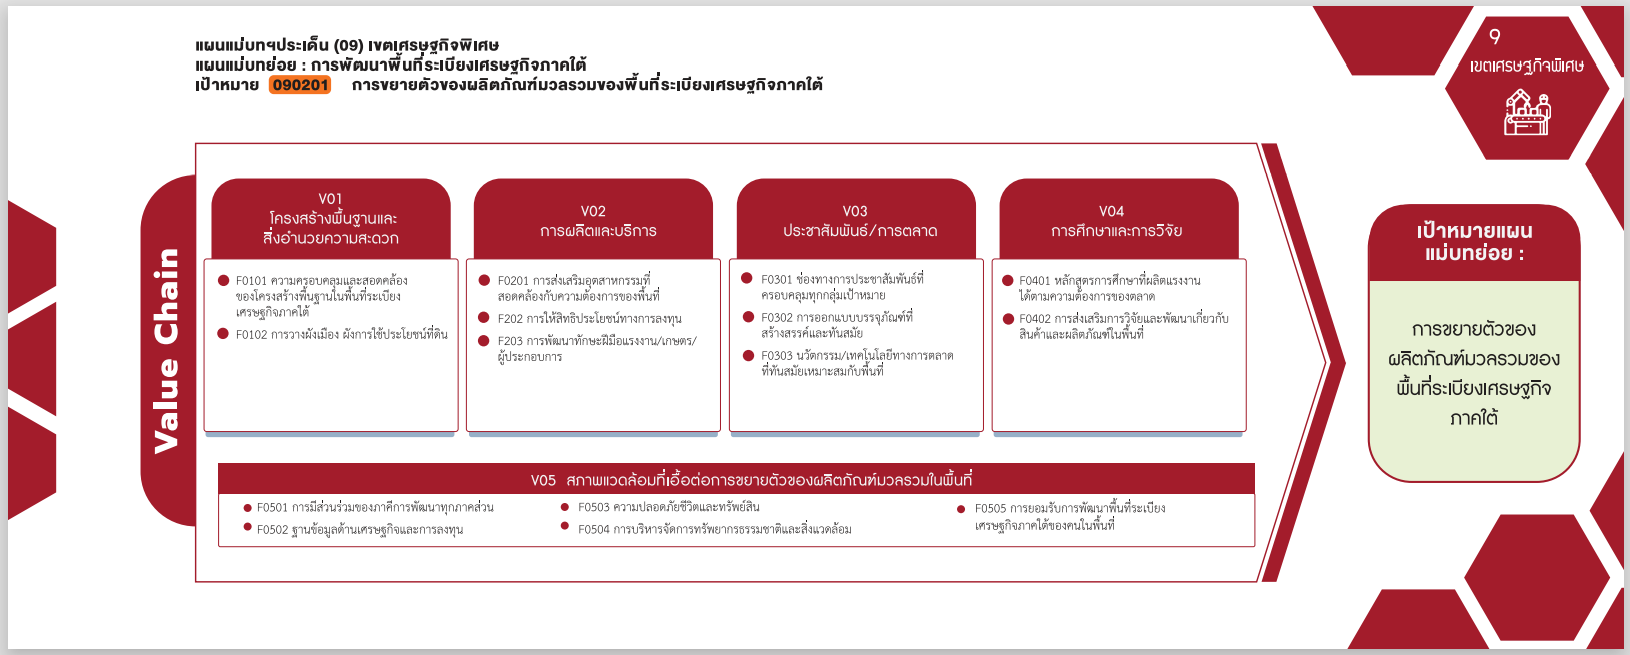 แผนแม่บทฯประเด็น (09) เขตเศรษฐกิจพิเศษ
แผนแม่บทย่อย : การพัฒนาพื้นที่ระเบียงเศรษฐกิจภาคใต้
เป้าหมาย 090201 การขยายตัวของผลิตภัณฑ์มวลรวมของพื้นที่ระเบียงเศรษฐกิจภาคใต้
9
เขตเศรษฐกิจพิเศษ
Value Chain
V01
โครงสร้างพื้นฐานและ
สิ่งอำนวยความสะดวก
F0101 ความครอบคลุมและสอดคล้อง
ของโครงสร้างพื้นฐานในพื้นที่ระเบียง
เศรษฐกิจภาคใต้
F0102 การวางผังเมือง ผังการใช้ประโยชน์ที่ดิน
V02
การผลิตและบริการ
F0201 การส่งเสริมอุตสาหกรรมที่
สอดคล้องกับความต้องการของพื้นที่
F202 การให้สิทธิประโยชน์ทางการลงทุน
F203 การพัฒนาทักษะฝีมือแรงงาน/เกษตร/
ผู้ประกอบการ
V03
ประชาสัมพันธ์/การตลาด
F0301 ช่องทางการประชาสัมพันธ์ที่
ครอบคลุมทุกกลุ่มเป้าหมาย
F0302 การออกแบบบรรจุภัณฑ์ที่
สร้างสรรค์และทันสมัย
F0303 นวัตกรรม/เทคโนโลยีทางการตลาด
ที่ทันสมัยเหมาะสมกับพื้นที่
V04
การศึกษาและการวิจัย
F0401 หลักสูตรการศึกษาที่ผลิตแรงงาน
ได้ตามความต้องการของตลาด
F0402 การส่งเสริมการวิจัยและพัฒนาเกี่ยวกับ
สินค้าและผลิตภัณฑ์ในพื้นที่
V05 สภาพแวดล้อมที่เอื้อต่อการขยายตัวของผลิตภัณฑ์มวลรวมในพื้นที่
F0501 การมีส่วนร่วมของภาคีการพัฒนาทุกภาคส่วน
F0502 ฐานข้อมูลด้านเศรษฐกิจและการลงทุน
F0503 ความปลอดภัยชีวิตและทรัพย์สิน
F0504 การบริหารจัดการทรัพยากรธรรมชาติและสิ่งแวดล้อม
F0505 การยอมรับการพัฒนาพื้นที่ระเบียง
เศรษฐกิจภาคใต้ของคนในพื้นที่
เป้าหมายแผน
แม่บทย่อย :
การขยายตัวของ
ผลิตภัณฑ์มวลรวมของ
พื้นที่ระเบียงเศรษฐกิจ
ภาคใต้